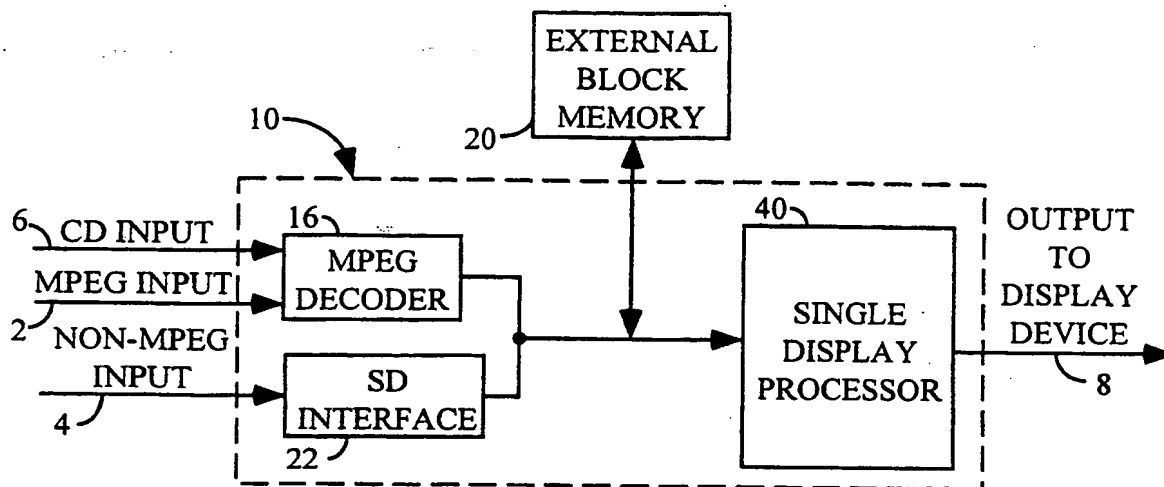 EXTERNAL
BLOCK
MEMORY
20
10
6
CD INPUT
MPEG INPUT
2
NON-MPEG
INPUT
4
16
MPEG
DECODER
SD
INTERFACE
22
40
SINGLE
DISPLAY
PROCESSOR
OUTPUT
TO
DISPLAY
DEVICE
8